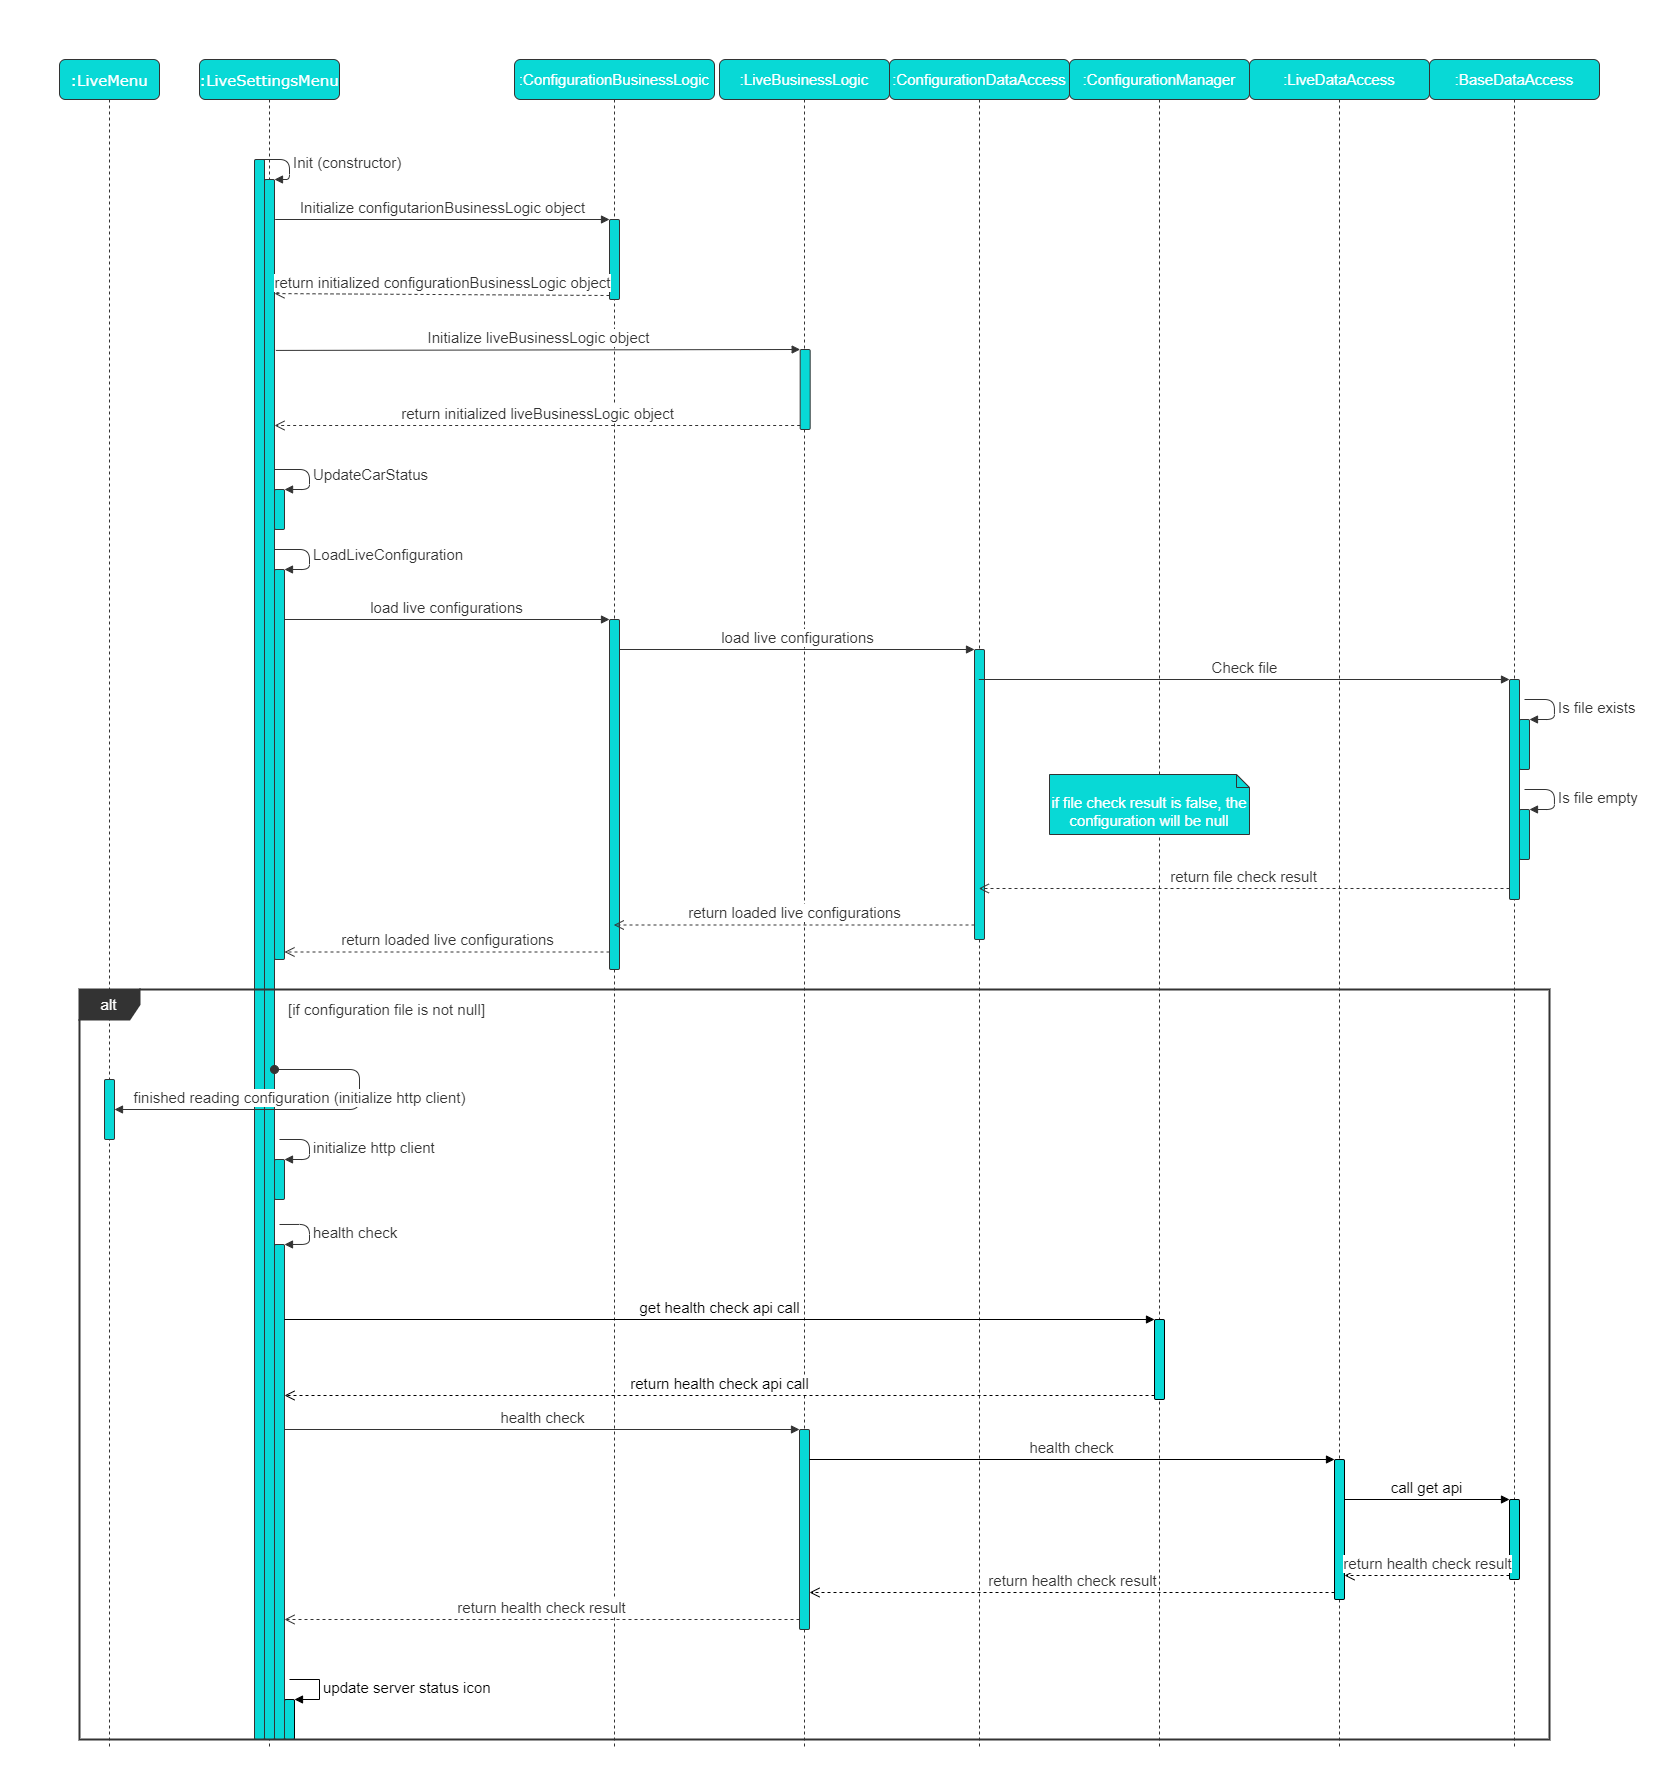 :LiveMenu
:LiveSettingsMenu
:ConfigurationBusinessLogic
:LiveBusinessLogic
:ConfigurationDataAccess
:ConfigurationManager
:LiveDataAccess
:BaseDataAccess
Init (constructor)
Initialize configutarionBusinessLogic object
return initialized configurationBusinessLogic object
Initialize liveBusinessLogic object
return initialized liveBusinessLogic object
UpdateCarStatus
LoadLiveConfiguration
load live configurations
load live configurations
Check file
Is file exists
if file check result is false, the
configuration will be null
Is file empty
return file check result
return loaded live configurations
return loaded live configurations
alt
[if configuration file is not null]
finished reading configuration (initialize http client)
initialize http client
health check
get health check api call
return health check api call
health check
health check
call get api
return health check result
return health check result
return health check result
update server status icon